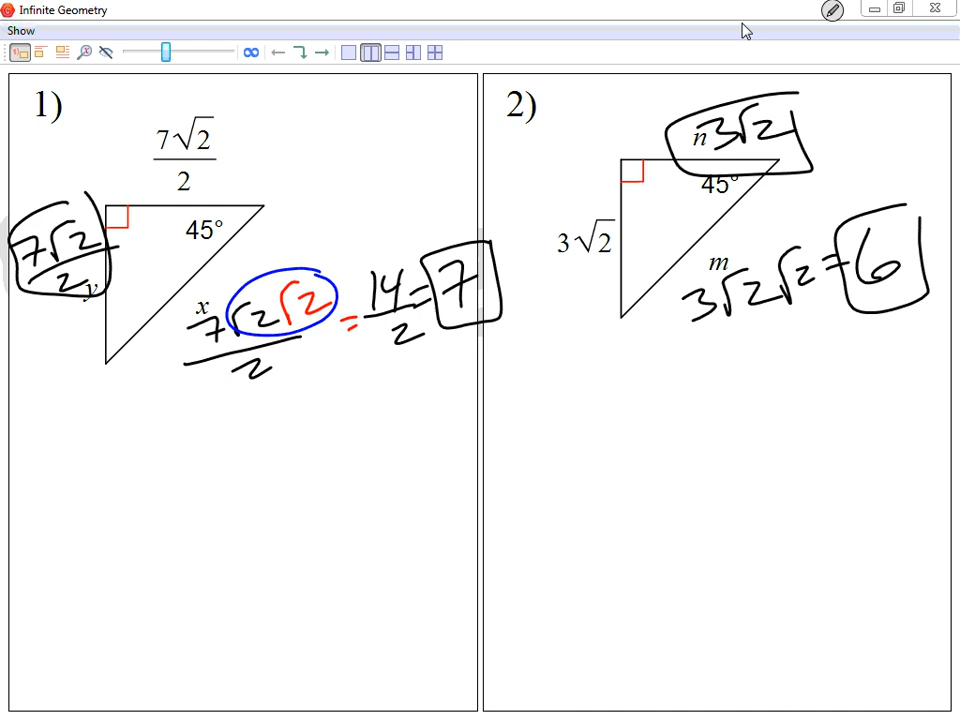 Infinite Geometry
Show
1)
7√2
2
7√2
2
y
45°
x
7√2√2
2
=
14
2
= 7
2)
n 3√2
45°
3√2
m
3√2√2 = 6